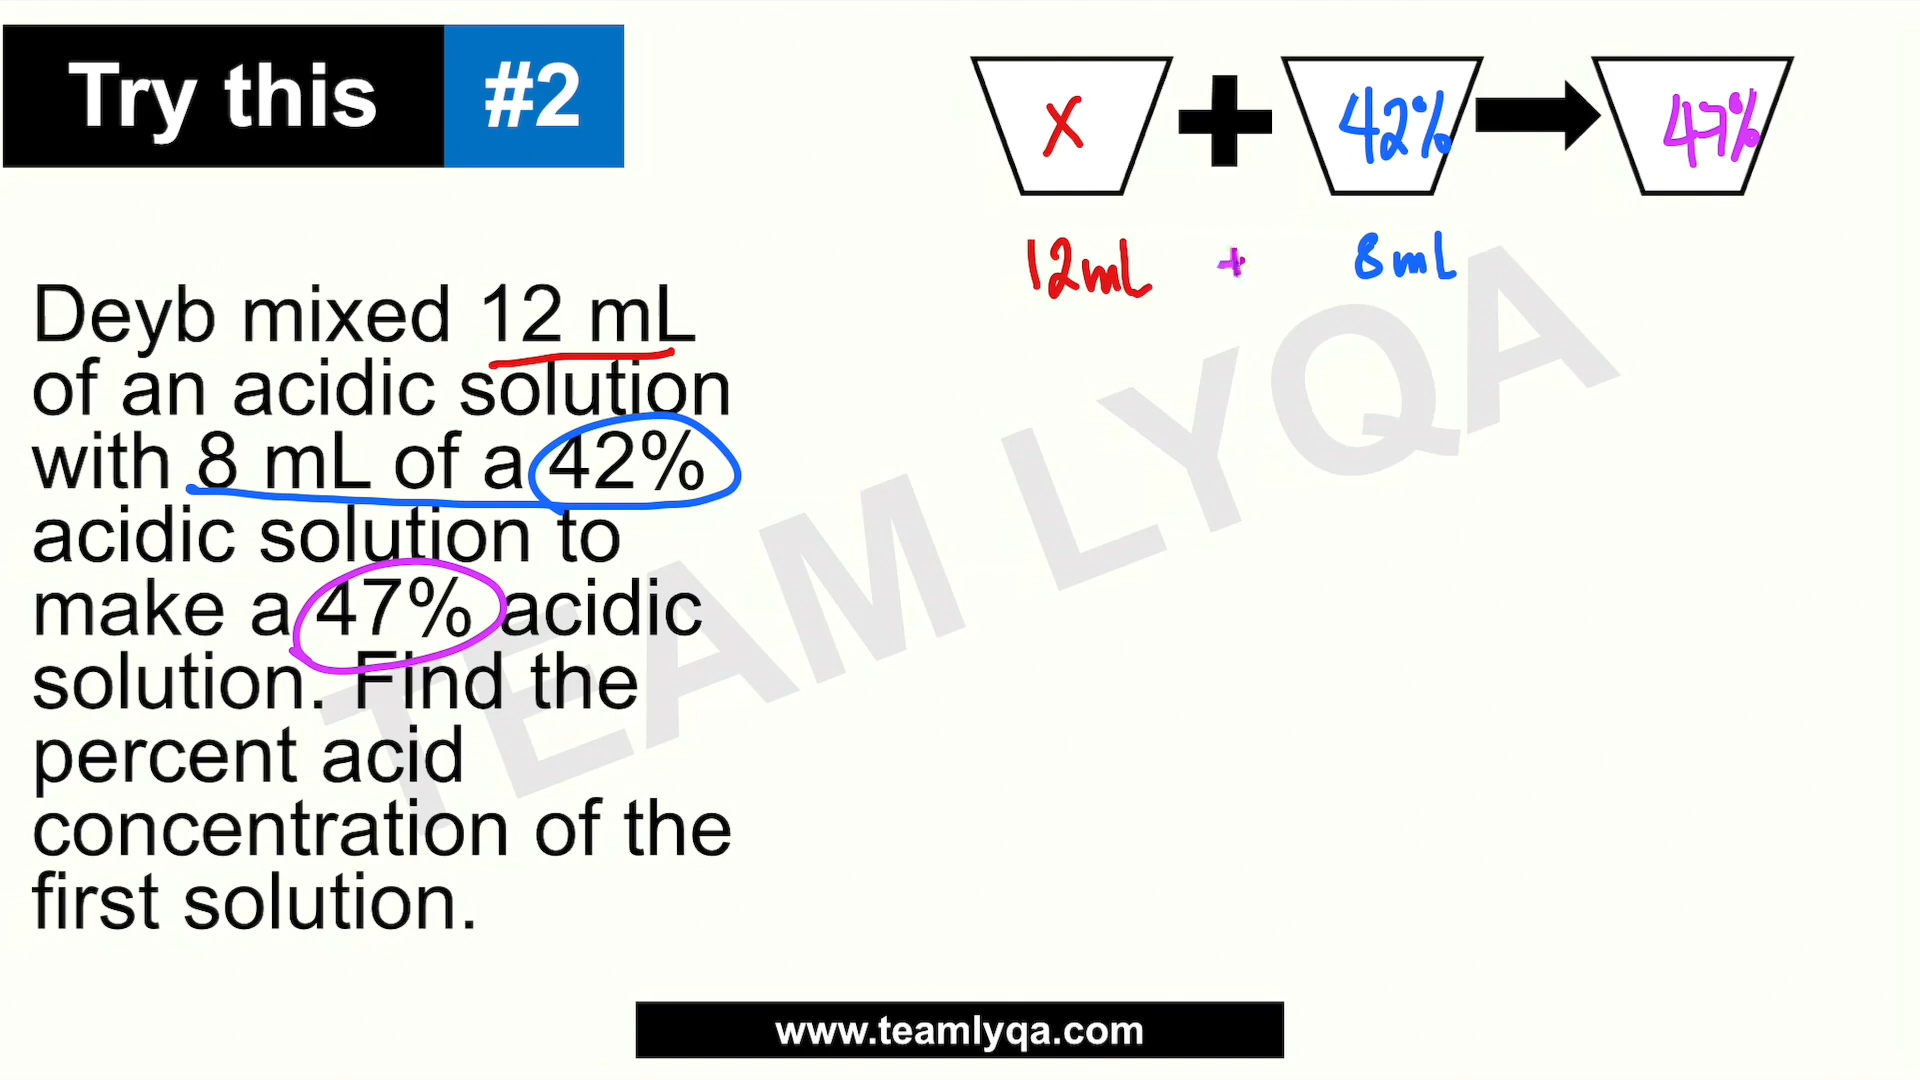 Try this #2
X + 42% 47%
12mL + 8mL
Deyb mixed 12 mL
of an acidic solution
with 8 mL of a 42%
acidic solution to
make a 47% acidic
solution. Find the
percent acid
concentration of the
first solution.
TEAM LYQA
www.teamlyqa.com